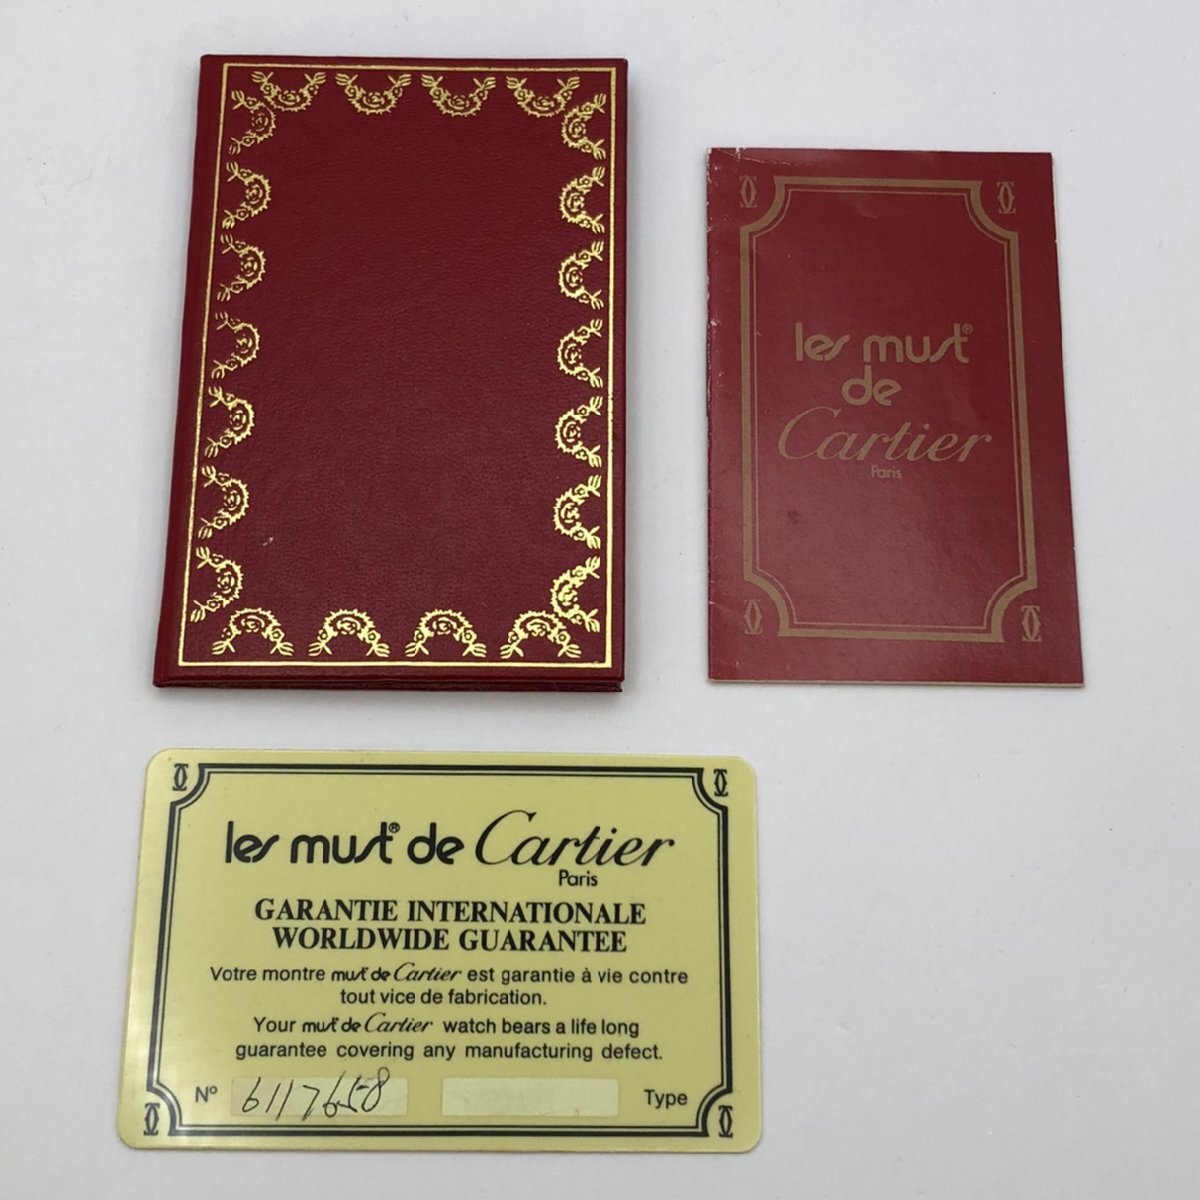 les must®
de
Cartier
Paris
les must® de Cartier
Paris
GARANTIE INTERNATIONALE
WORLDWIDE GUARANTEE
Votre montre must de Cartier est garantie à vie contre
tout vice de fabrication.
Your must de Cartier watch bears a life long
guarantee covering any manufacturing defect.
Nº 6117658 Type